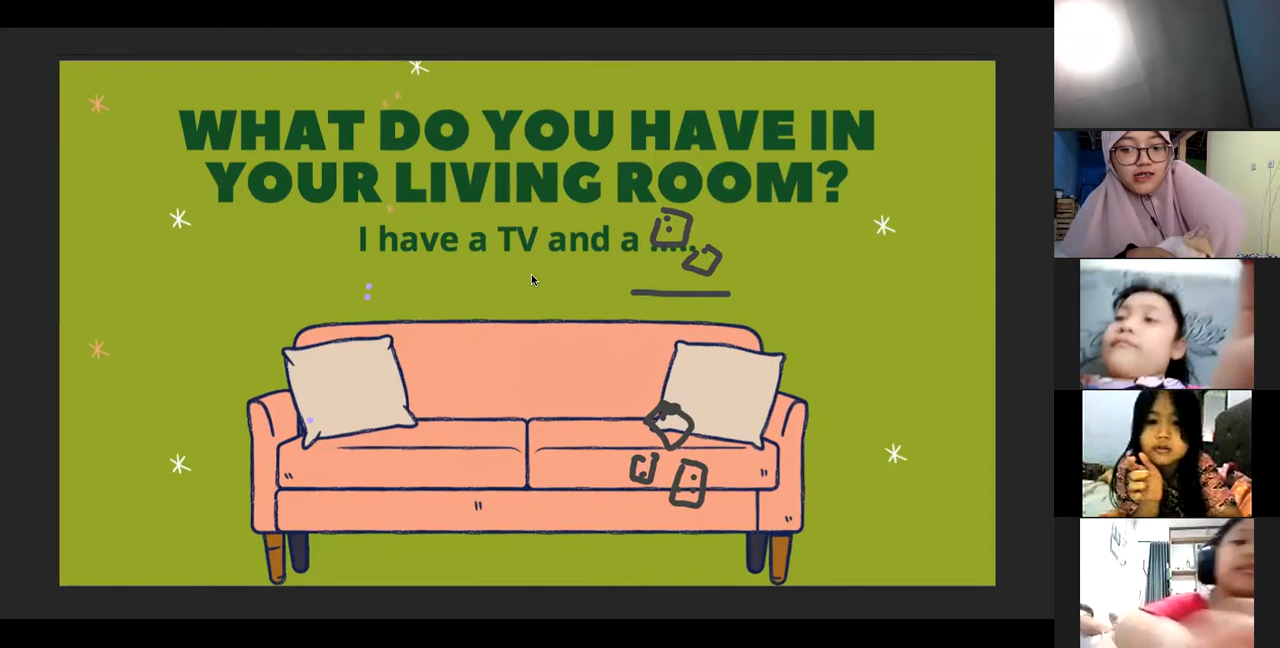 WHAT DO YOU HAVE IN
YOUR LIVING ROOM?
I have a TV and a .....